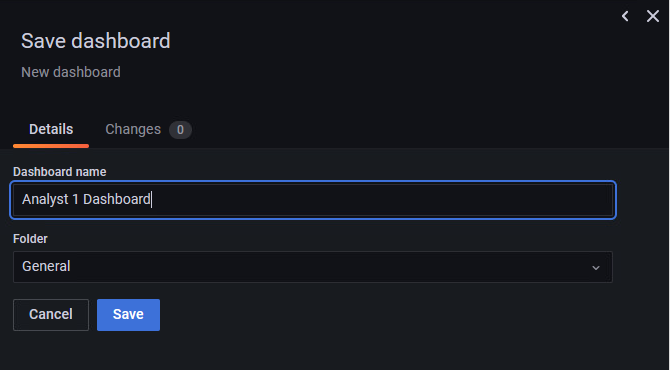 Save dashboard
New dashboard
Details Changes 0
Dashboard name
Analyst 1 Dashboard
Folder
General
Cancel Save